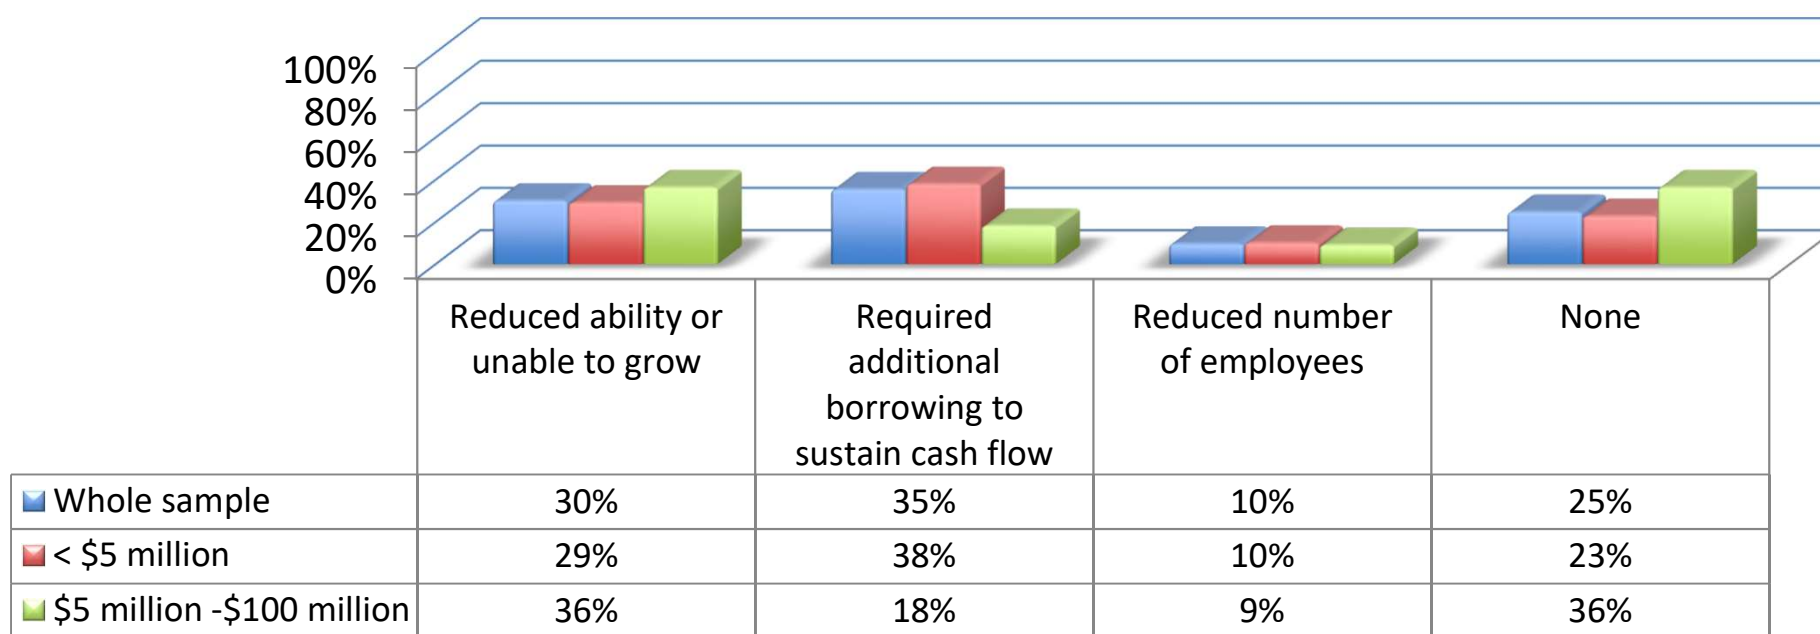 100%
80%
60%
40%
20%
0%
Reduced ability or
unable to grow
Required
additional
borrowing to
sustain cash flow
Reduced number
of employees
None
Whole sample 30% 35% 10% 25%
< $5 million 29% 38% 10% 23%
$5 million -$100 million 36% 18% 9% 36%